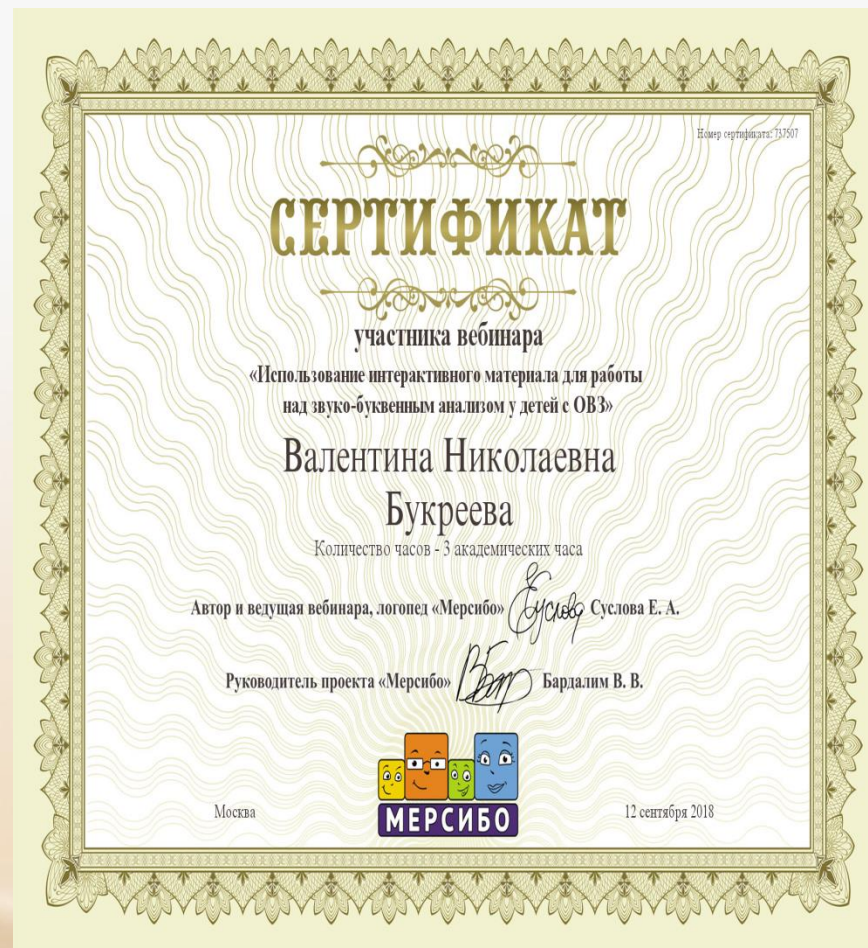 Номер сертификата: 737507
СЕРТИФИКАТ
участника вебинара
«Использование интерактивного материала для работы
над звуко-буквенным анализом у детей с ОВЗ»
Валентина Николаевна
Букреева
Количество часов - 3 академических часа
Автор и ведущая вебинара, логопед «Мерсибо» Суслова Е. А.
Руководитель проекта «Мерсибо» Бардалим В. В.
МЕРСИБО
Москва 12 сентября 2018